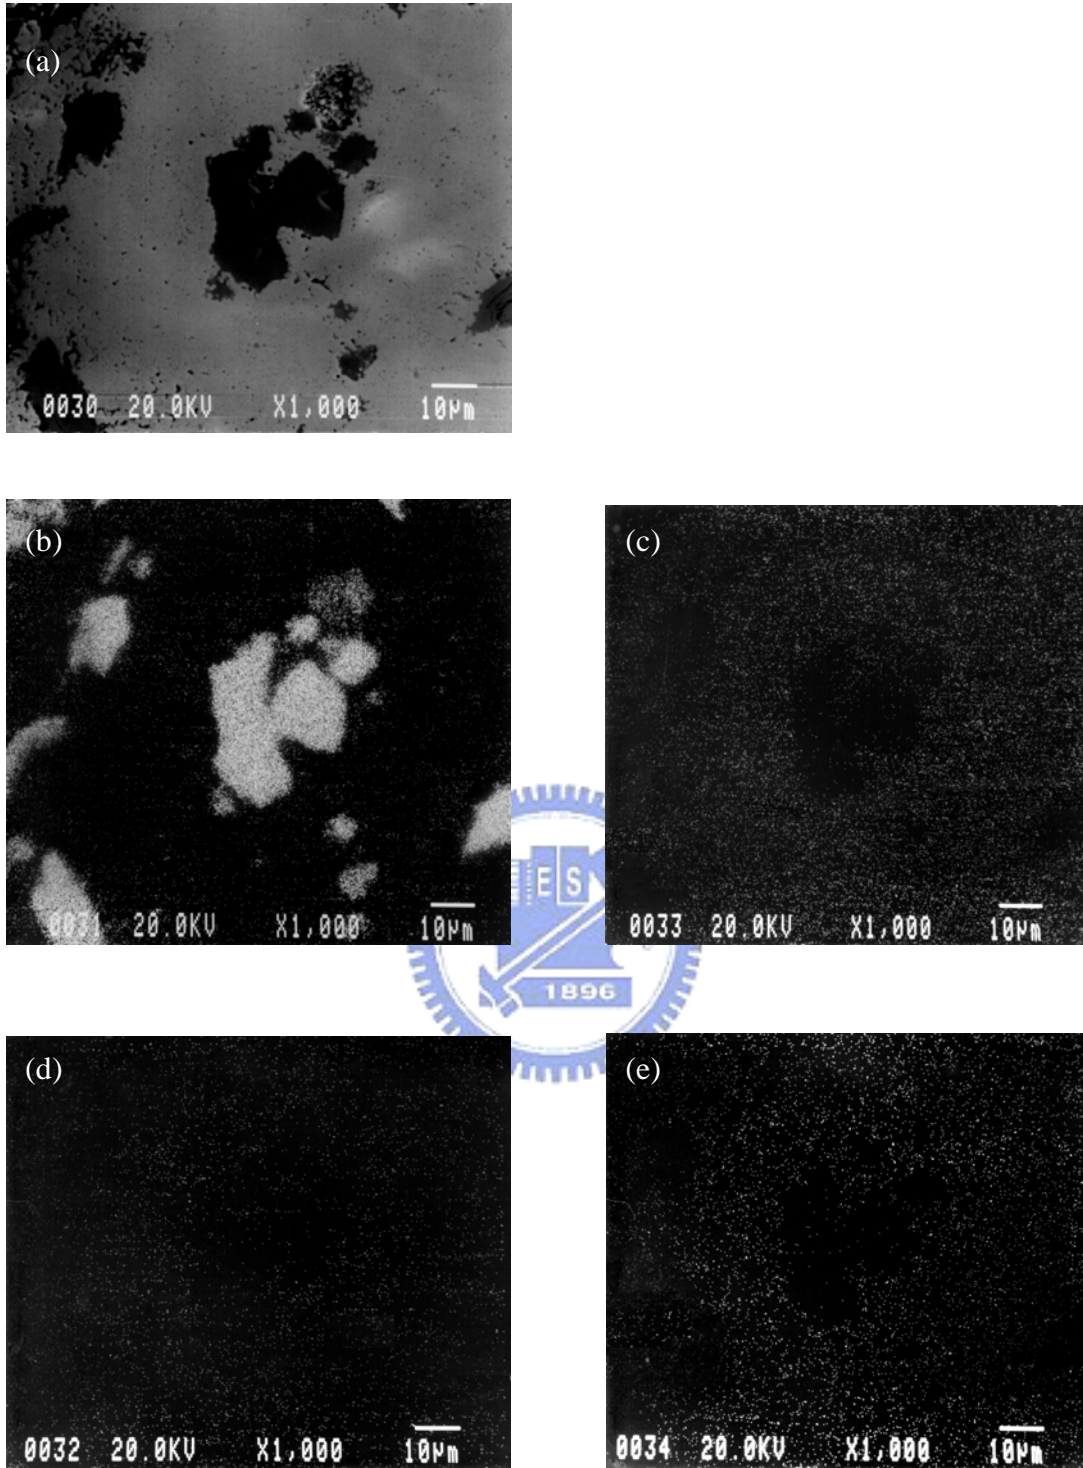 (a)
0030 20.0KV X1,000 10µm
(b)
0031 20.0KV X1,000 10µm
(c)
0033 20.0KV X1,000 10µm
ES
1896
(d)
0032 20.0KV X1,000 10µm
(e)
0034 20.0KV X1,000 10µm